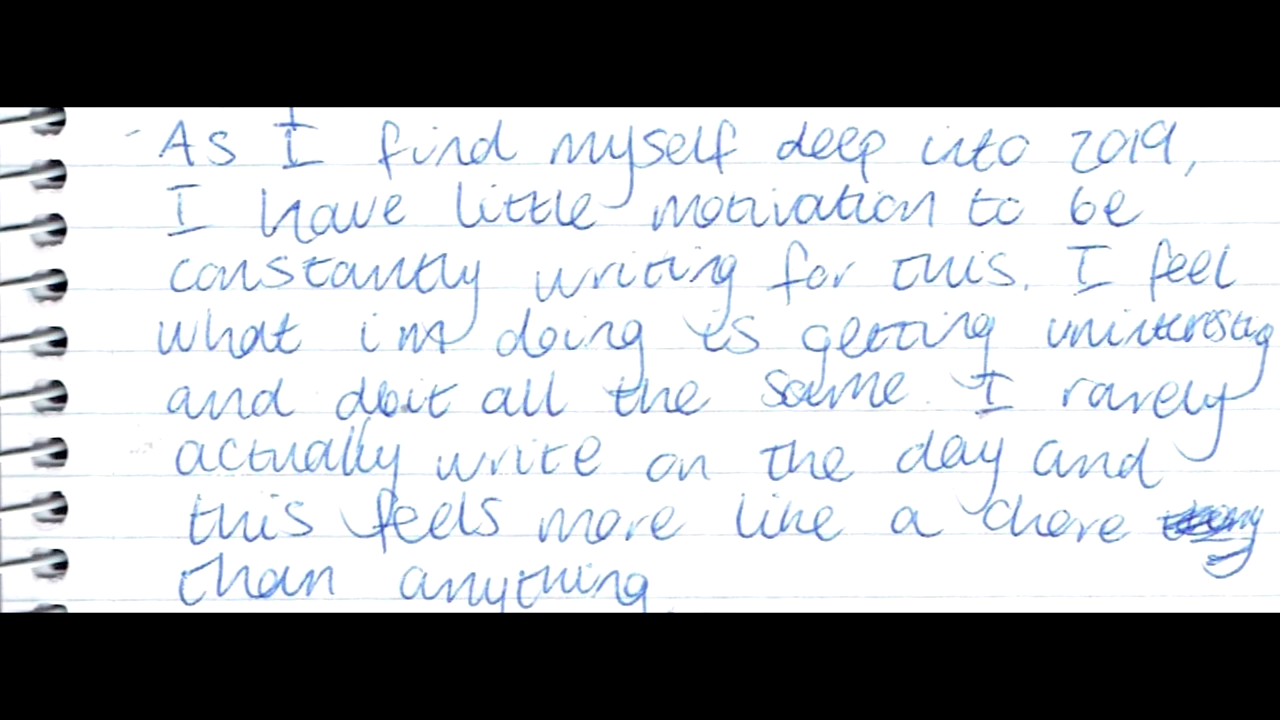 - As I find myself deep into 2019,
I have little motivation to be
constantly writing for this. I feel
what im doing is getting uninteresting
and all the same. I rarely
actually write on the day and
this feels more like a chore
than anything